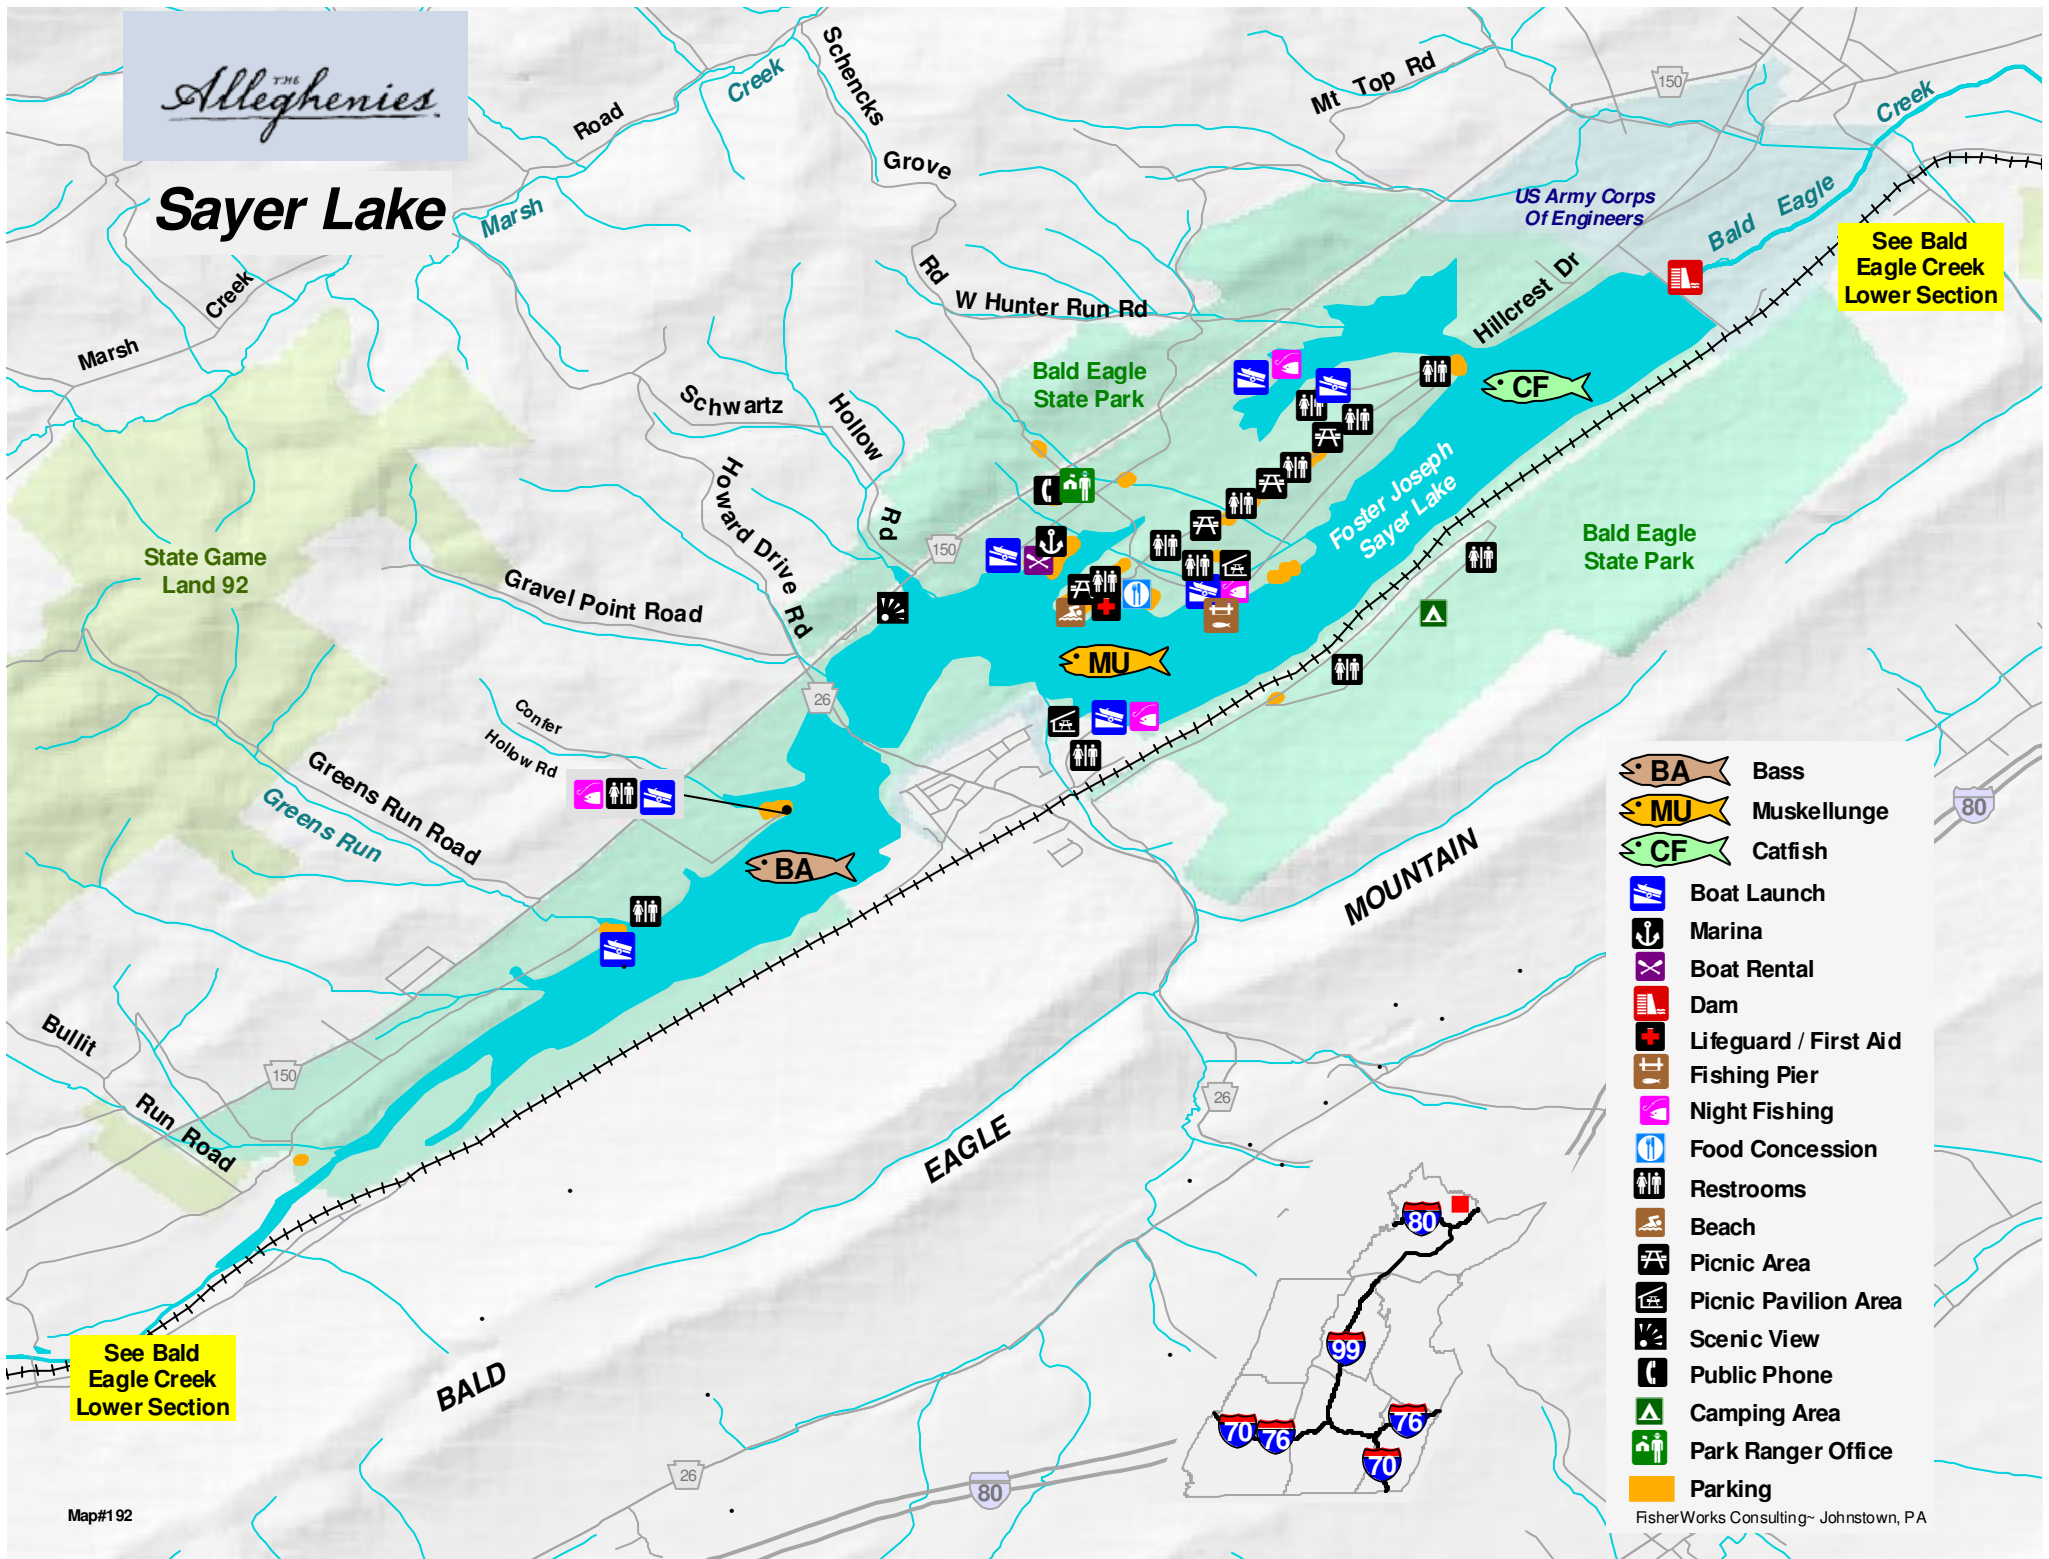 THE
Alleghenies
Sayer Lake
Schencks
Grove
Rd
Mt Top Rd
150
Creek
Road
Creek
Marsh
Creek
Marsh
US Army Corps
Of Engineers
Bald Eagle
See Bald
Eagle Creek
Lower Section
W Hunter Run Rd
Hillcrest Dr
Bald Eagle
State Park
CF
Schwartz
Hollow
Rd
Howard Drive Rd
150
Foster Joseph
Sayer Lake
Bald Eagle
State Park
State Game
Land 92
Gravel Point Road
MU
26
Confer
Hollow Rd
Greens Run Road
Greens Run
BA
80
MOUNTAIN
EAGLE
BALD
Bullit
Run Road
150
26
See Bald
Eagle Creek
Lower Section
26
80
80
99
70
76
76
70
BA Bass
MU Muskellunge
CF Catfish
Boat Launch
Marina
Boat Rental
Dam
Lifeguard / First Aid
Fishing Pier
Night Fishing
Food Concession
Restrooms
Beach
Picnic Area
Picnic Pavilion Area
Scenic View
Public Phone
Camping Area
Park Ranger Office
Parking
FisherWorks Consulting~ Johnstown, PA
Map#192